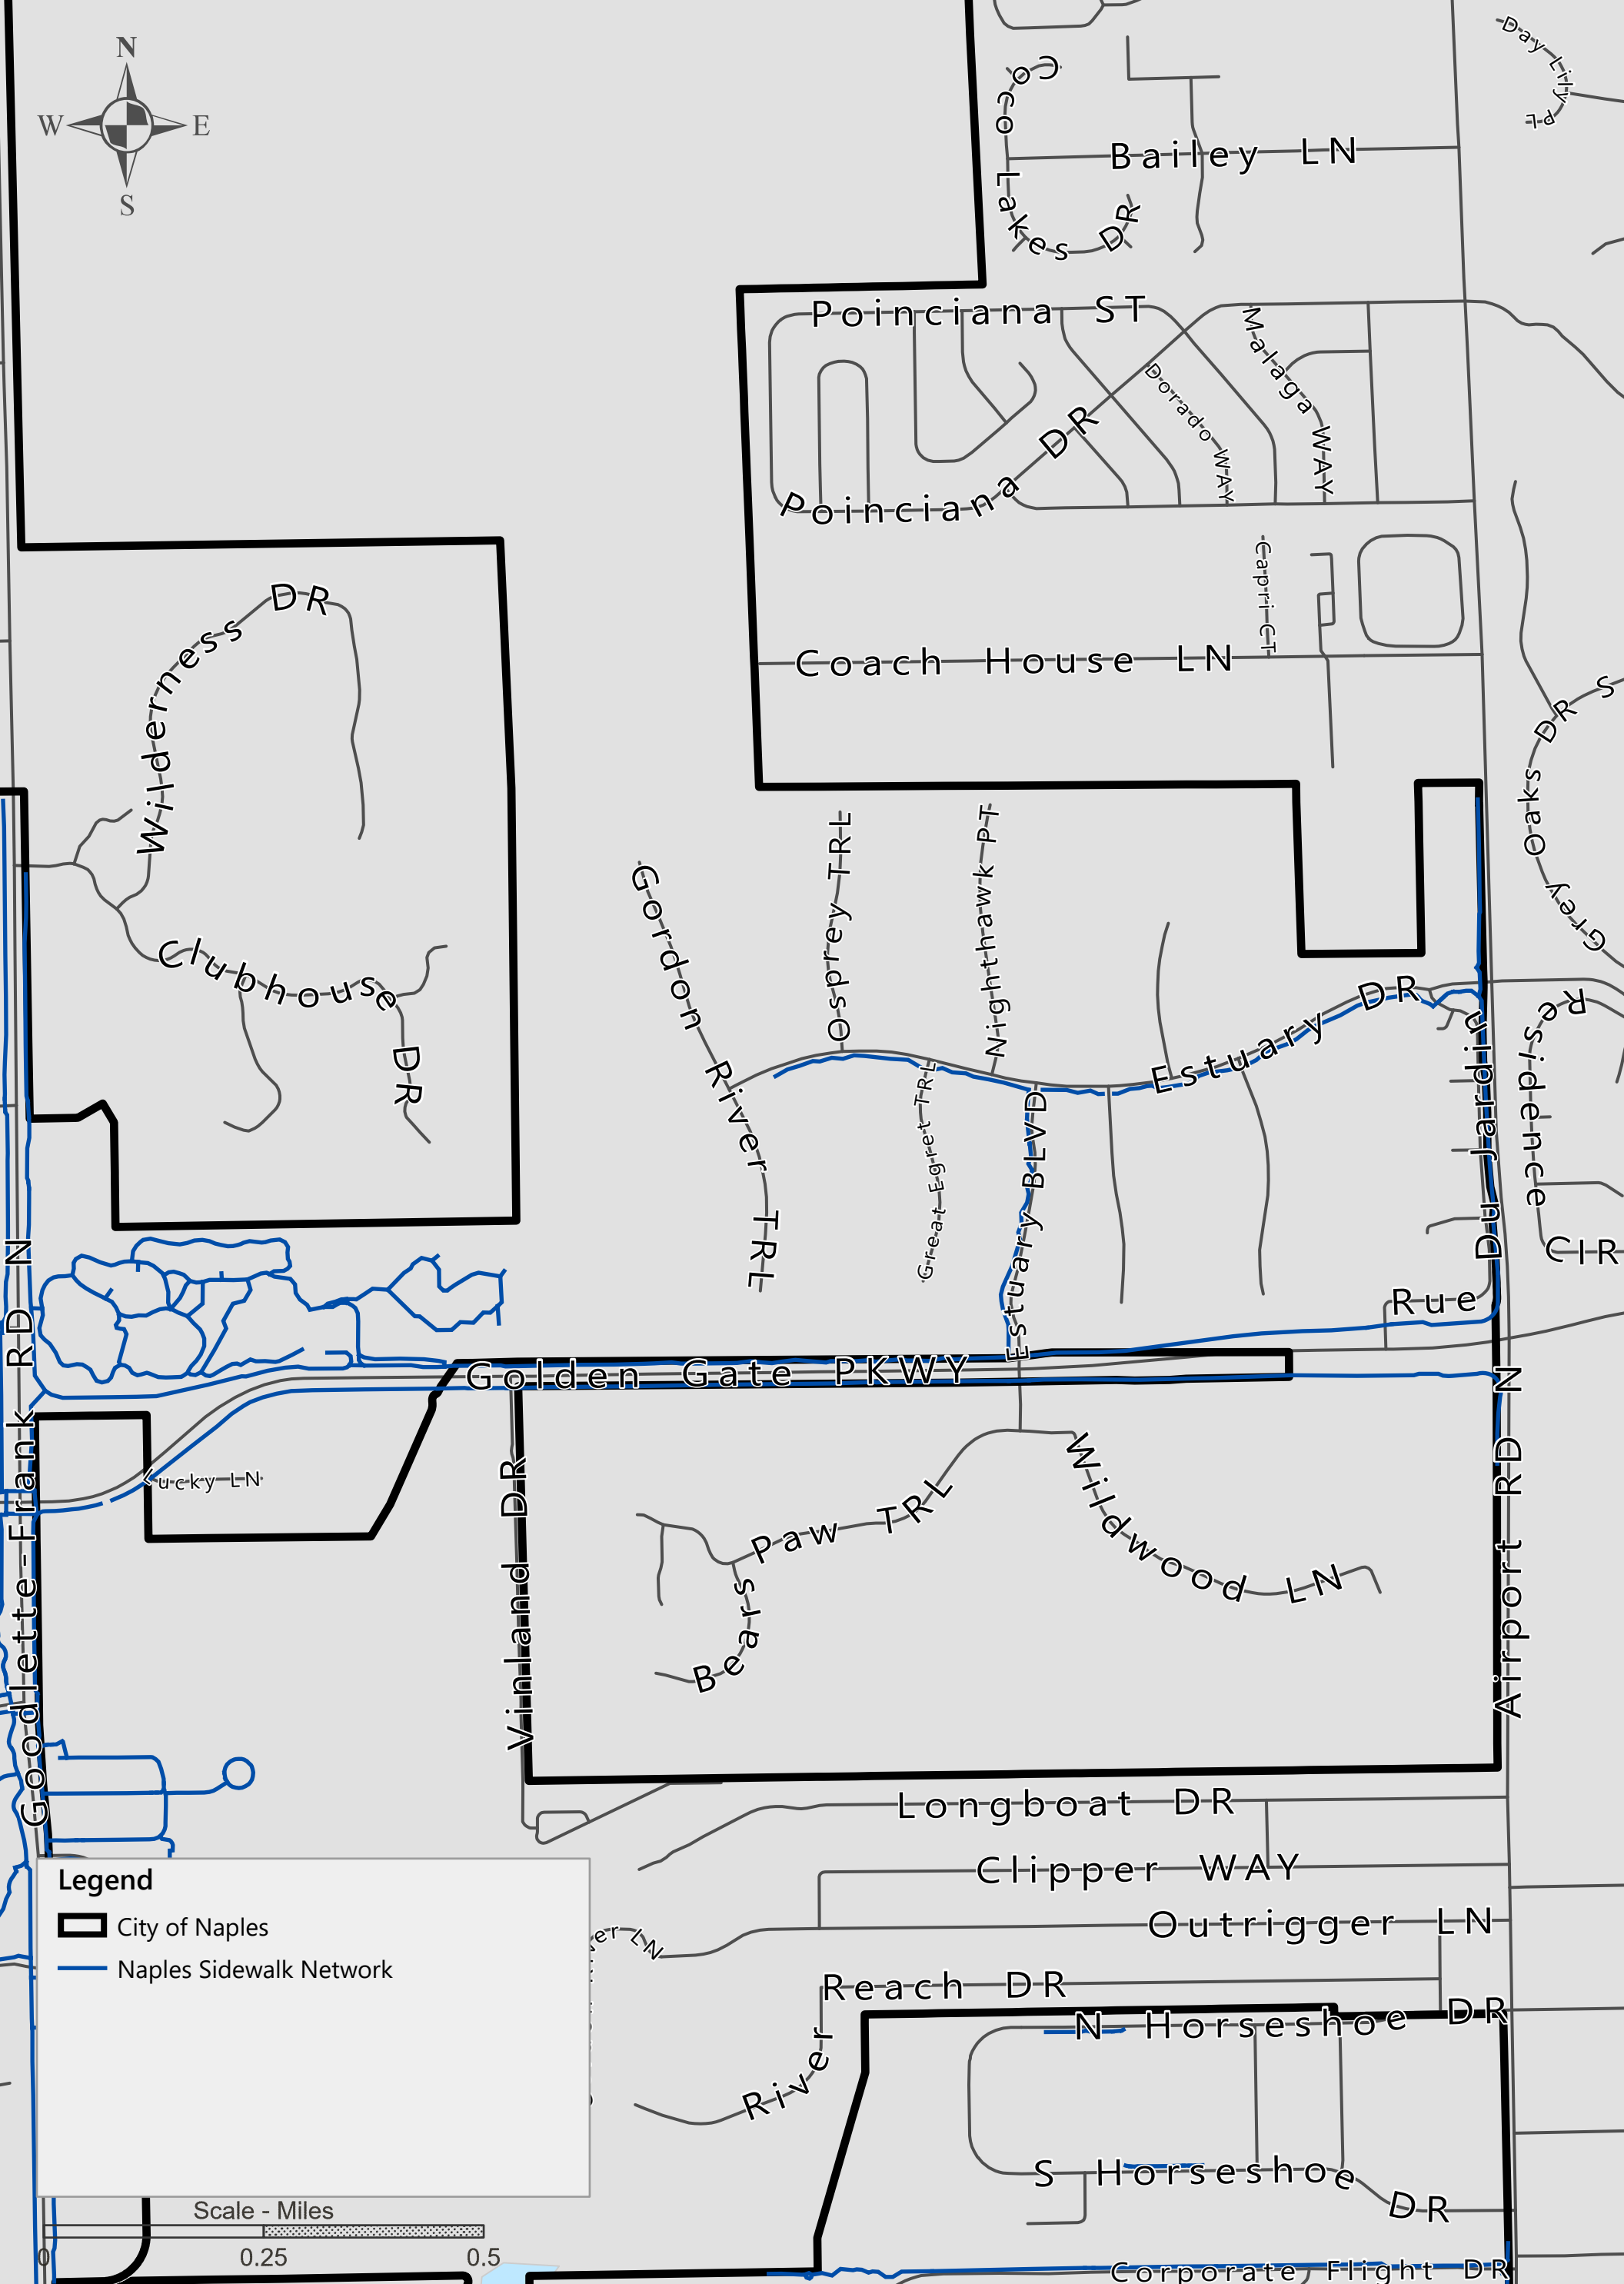 N
W E
S
Day Lily PL
Coco Lakes DR
Bailey LN
Poinciana ST
Malaga WAY
Dorado WAY
Poinciana DR
Capri CT
Coach House LN
Wilderness DR
Grey Oaks DR S
Clubhouse DR
Gordon River TRL
Osprey TRL
Nighthawk PT
Great Egret TRL
Estuary DR
Estuary BLVD
Rue Du Jardin
Residence CIR
Golden Gate PKWY
Goodlette-Frank RD N
Lucky LN
Vinland DR
Bears Paw TRL
Wildwood LN
Airport RD N
Longboat DR
Clipper WAY
Outrigger LN
LN
River Reach DR
N Horseshoe DR
S Horseshoe DR
Corporate Flight DR
Legend
City of Naples
Naples Sidewalk Network
Scale - Miles
0 0.25 0.5